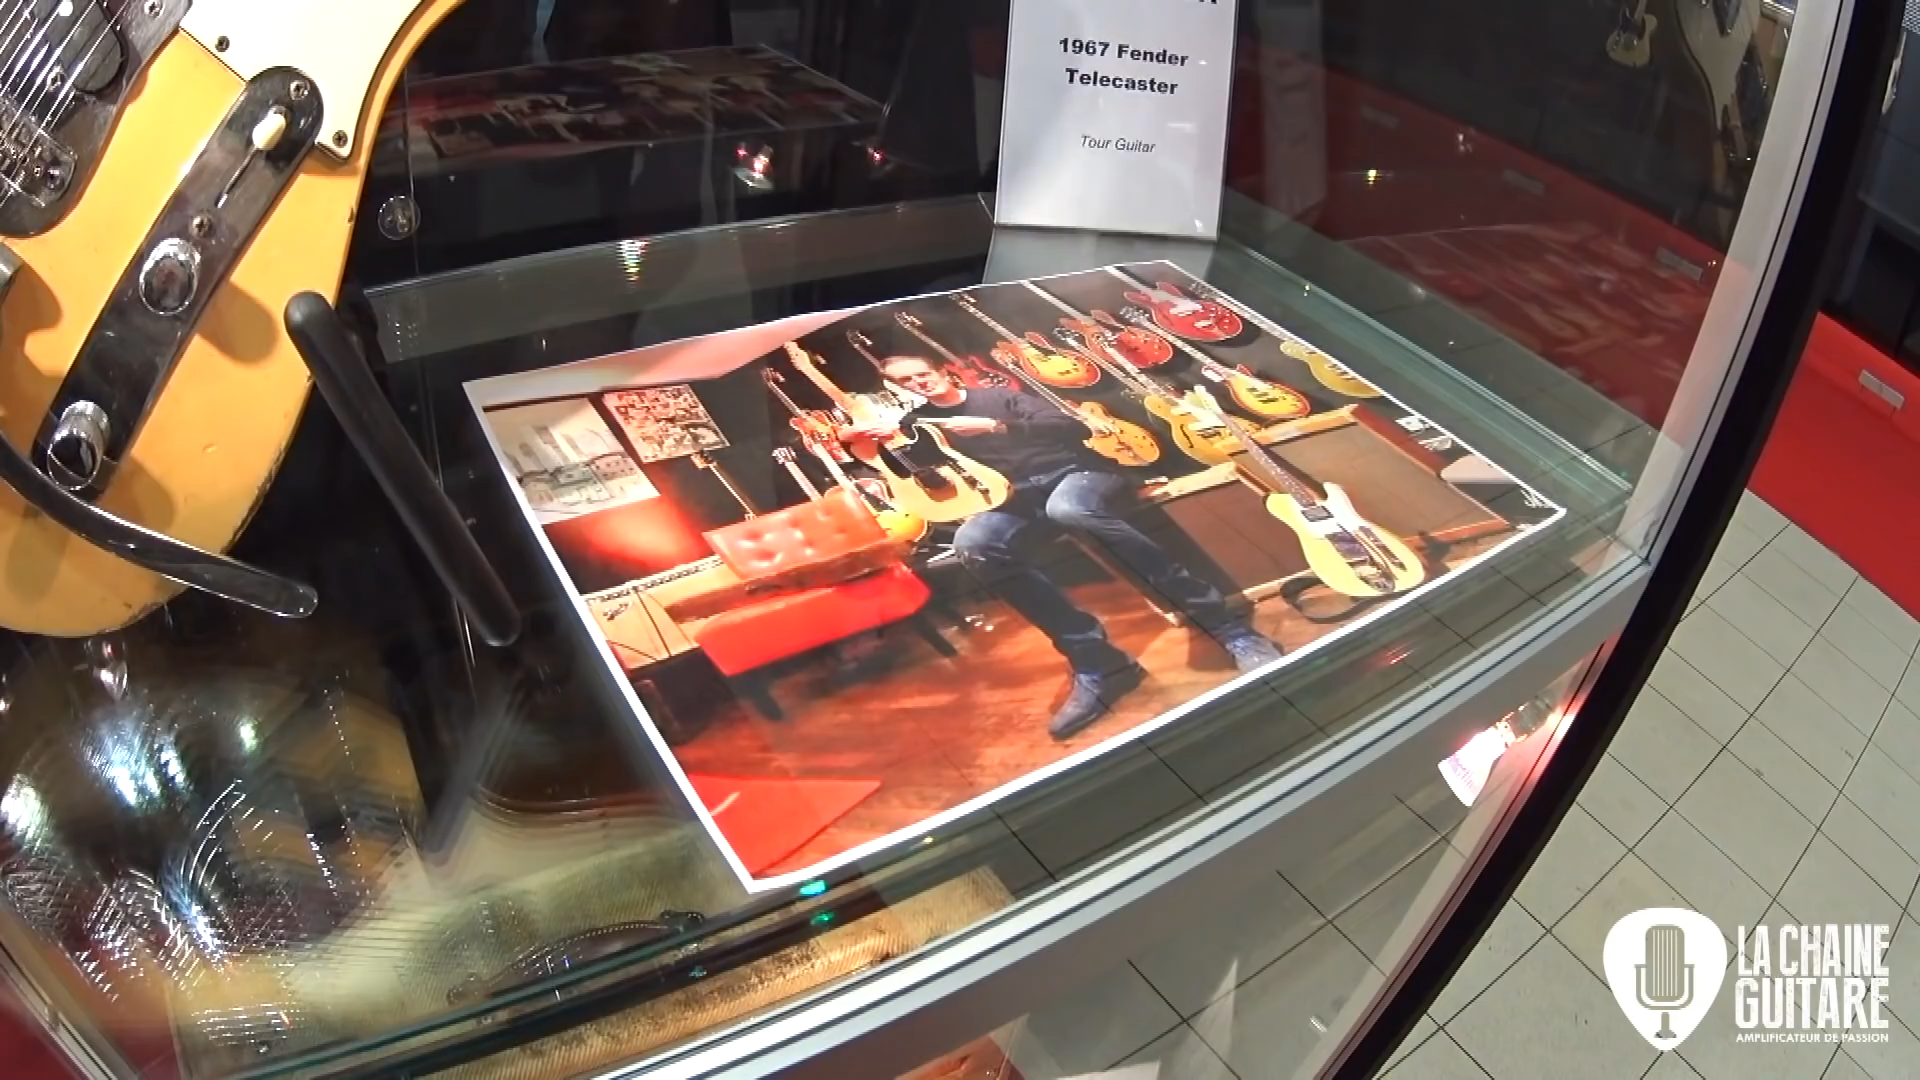 1967 Fender
Telecaster
Tour Guitar
LA CHAINE
GUITARE
AMPLIFICATEUR DE PASSION